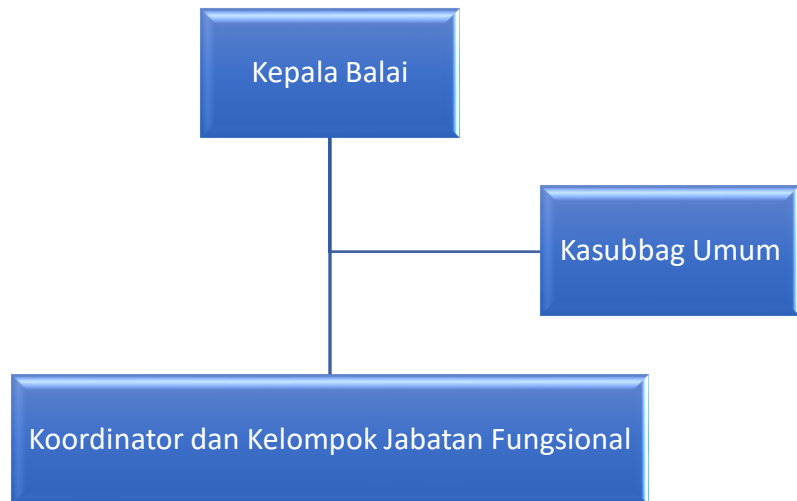 Kepala Balai
Kasubbag Umum
Koordinator dan Kelompok Jabatan Fungsional